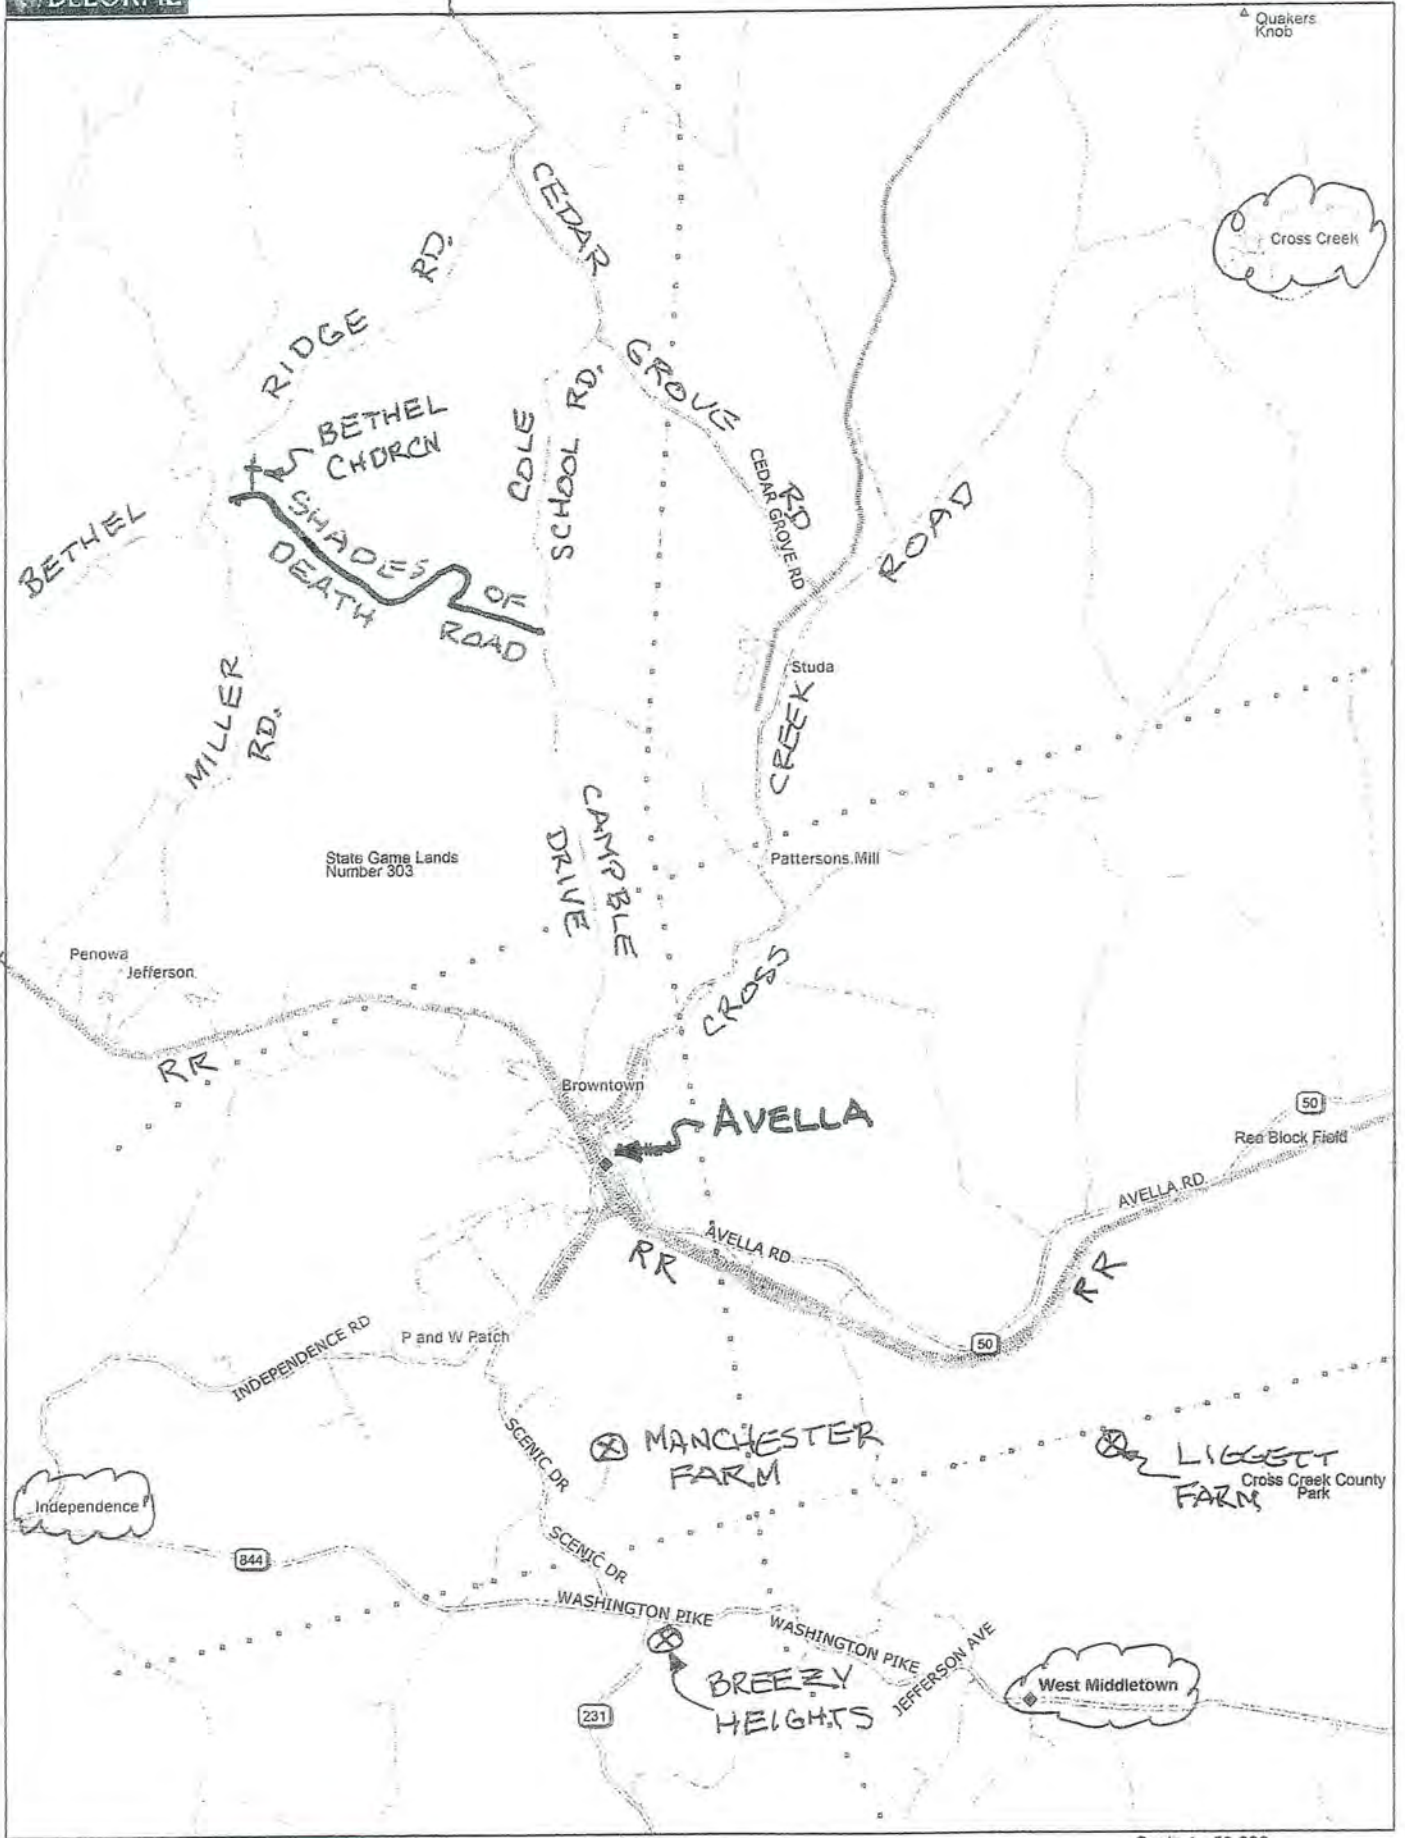 DELORME
Quakers
Knob
Cross Creek
CEDAR
GROVE
RD
CEDAR GROVE RD
RIDGE
RD.
BETHEL
CHURCH
COLE
SCHOOL RD.
BETHEL
SHADES OF
DEATH
ROAD
ROAD
CREEK
CROSS
Studa
MILLER
RD.
CAMPBLE
DRIVE
State Game Lands
Number 303
Pattersons Mill
Penowa
Jefferson
RR
Browntown
AVELLA
50
Rea Block Field
AVELLA RD
AVELLA RD
RR
RR
50
INDEPENDENCE RD
P and W Patch
SCENIC DR
MANCHESTER
FARM
LIGGETT
FARM
Cross Creek County
Park
Independence
844
SCENIC DR
WASHINGTON PIKE
WASHINGTON PIKE
JEFFERSON AVE
BREEZY
HEIGHTS
231
West Middletown